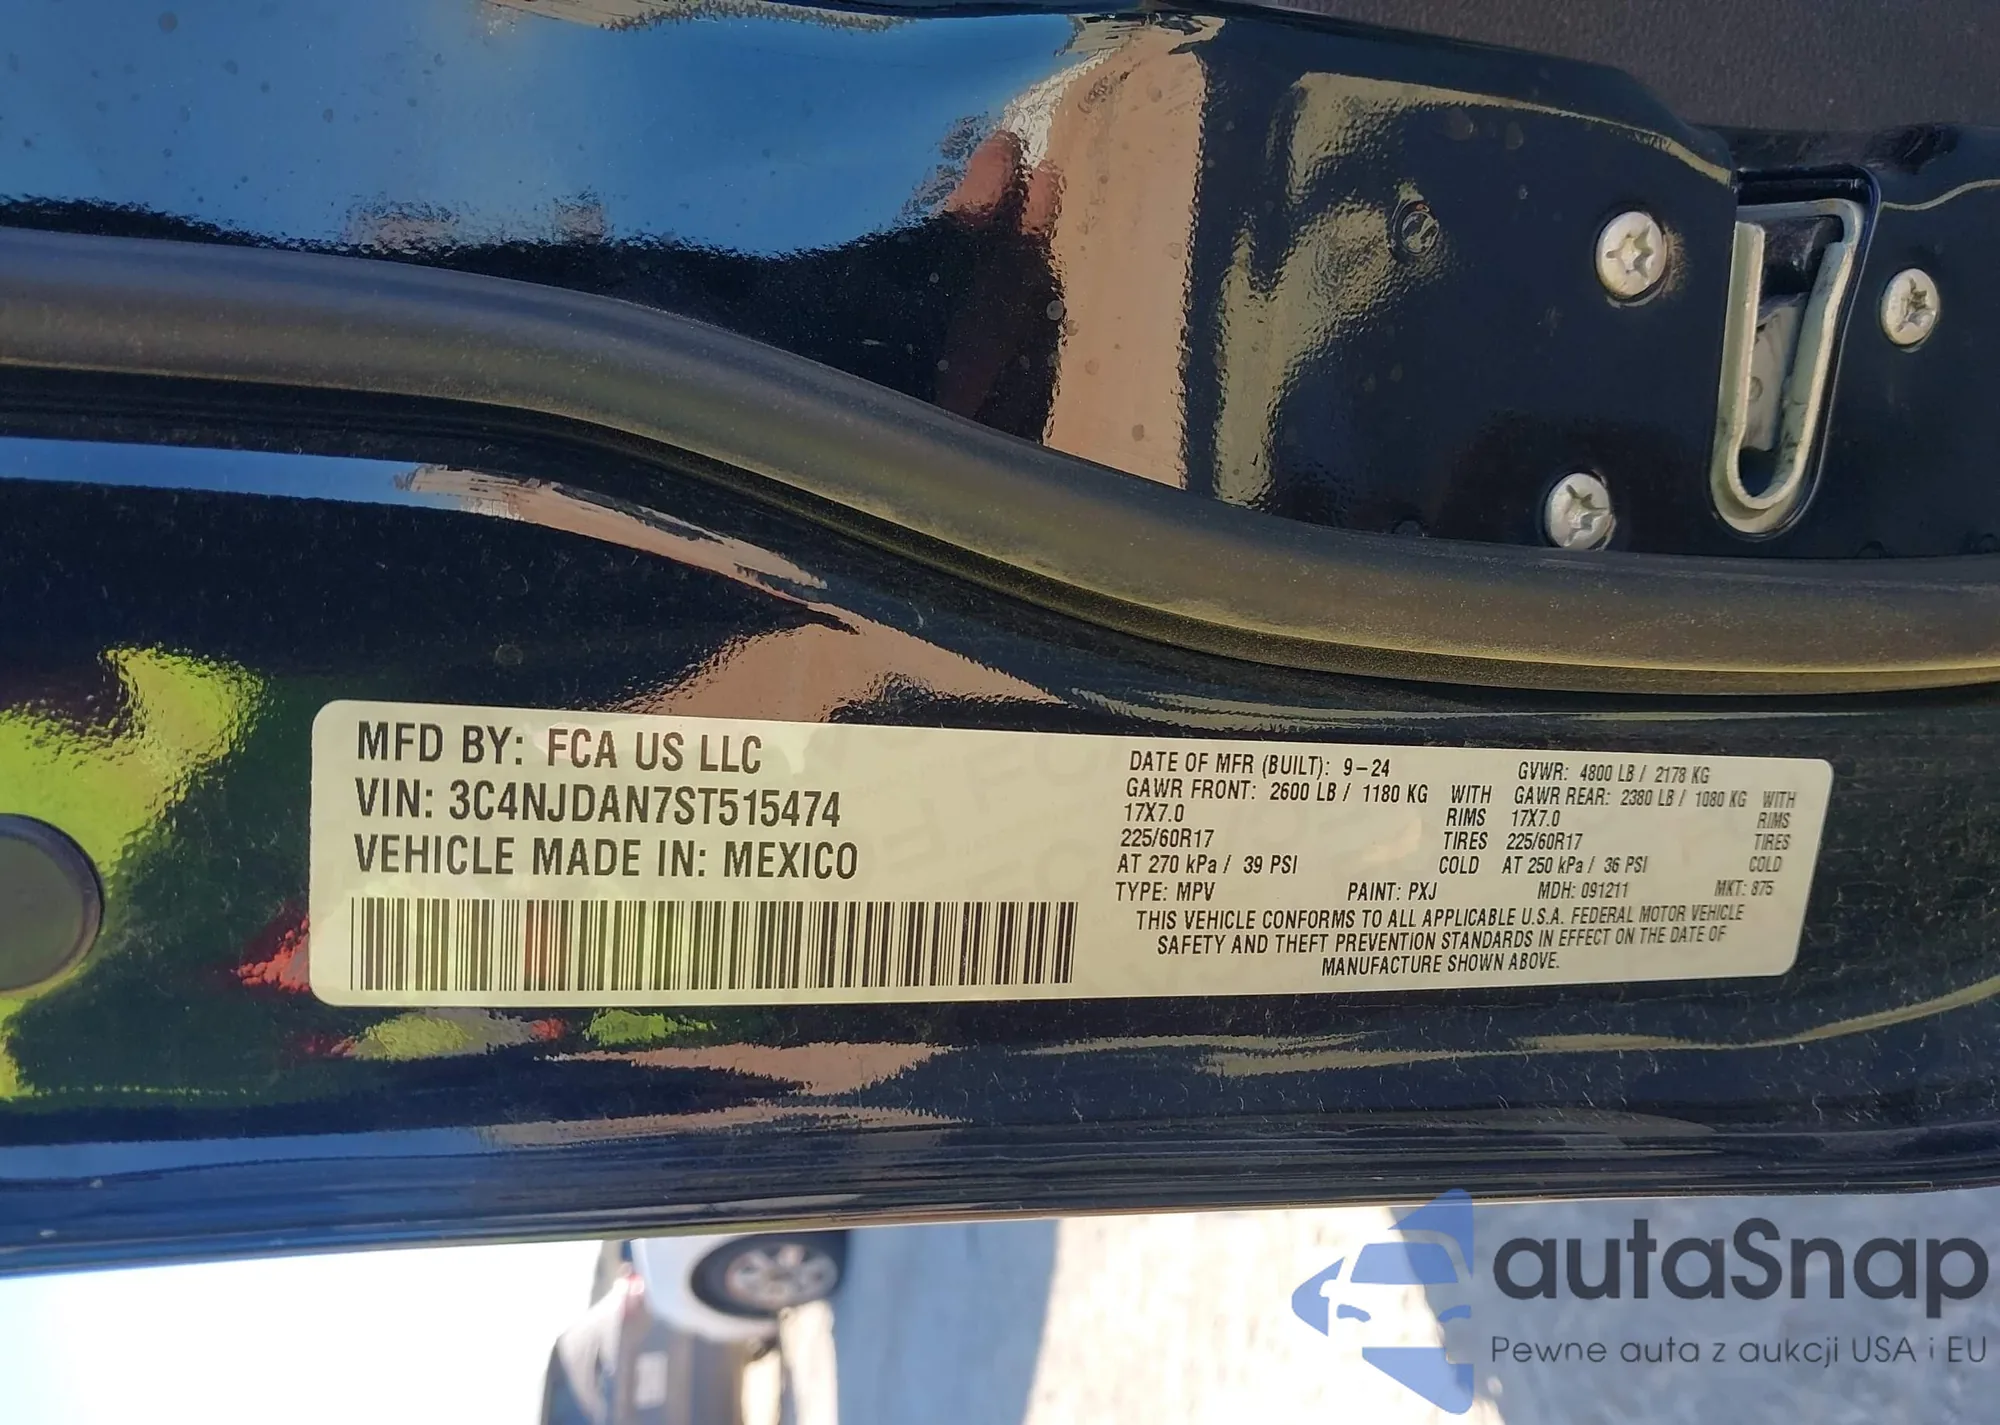 MFD BY: FCA US LLC
VIN: 3C4NJDAN7ST515474
VEHICLE MADE IN: MEXICO
DATE OF MFR (BUILT): 9-24 GVWR: 4800 LB / 2178 KG
GAWR FRONT: 2600 LB / 1180 KG WITH GAWR REAR: 2380 LB / 1080 KG WITH
17X7.0 RIMS 17X7.0 RIMS
225/60R17 TIRES 225/60R17 TIRES
AT 270 kPa / 39 PSI COLD AT 250 kPa / 36 PSI COLD
TYPE: MPV PAINT: PXJ MDH: 091211 MKT: 875
THIS VEHICLE CONFORMS TO ALL APPLICABLE U.S.A. FEDERAL MOTOR VEHICLE
SAFETY AND THEFT PREVENTION STANDARDS IN EFFECT ON THE DATE OF
MANUFACTURE SHOWN ABOVE.
autaSnap
Pewne auta z aukcji USA i EU